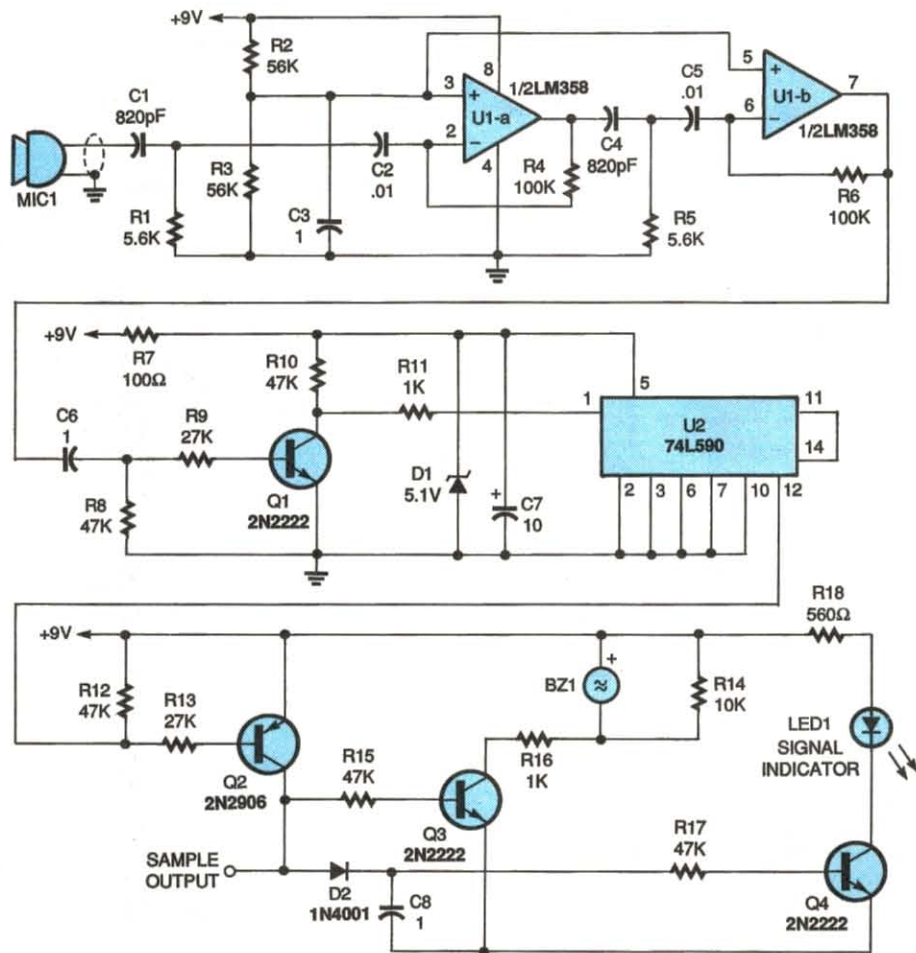 +9V
R2
56K
C1
820pF
MIC1
R1
5.6K
R3
56K
C3
1
C2
.01
3
+
2
−
8
1/2LM358
U1-a
4
R4
100K
C4
820pF
R5
5.6K
C5
.01
5
+
6
−
U1-b
7
1/2LM358
R6
100K
+9V
R7
100Ω
C6
1
R8
47K
R9
27K
Q1
2N2222
R10
47K
R11
1K
D1
5.1V
+
C7
10
1
5
U2
74L590
11
14
2
3
6
7
10
12
+9V
R12
47K
R13
27K
Q2
2N2906
SAMPLE
OUTPUT
D2
1N4001
C8
1
R15
47K
Q3
2N2222
R16
1K
BZ1
+
R14
10K
R17
47K
R18
560Ω
LED1
SIGNAL
INDICATOR
Q4
2N2222